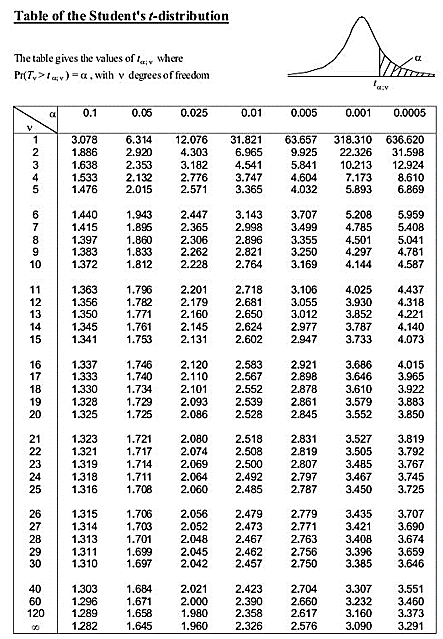 Table of the Student's t-distribution
The table gives the values of tα;ν where
Pr(Tν > tα;ν) = α, with ν degrees of freedom
α
tα;ν
α 0.1 0.05 0.025 0.01 0.005 0.001 0.0005
ν
1 3.078 6.314 12.076 31.821 63.657 318.310 636.620
2 1.886 2.920 4.303 6.965 9.925 22.326 31.598
3 1.638 2.353 3.182 4.541 5.841 10.213 12.924
4 1.533 2.132 2.776 3.747 4.604 7.173 8.610
5 1.476 2.015 2.571 3.365 4.032 5.893 6.869
6 1.440 1.943 2.447 3.143 3.707 5.208 5.959
7 1.415 1.895 2.365 2.998 3.499 4.785 5.408
8 1.397 1.860 2.306 2.896 3.355 4.501 5.041
9 1.383 1.833 2.262 2.821 3.250 4.297 4.781
10 1.372 1.812 2.228 2.764 3.169 4.144 4.587
11 1.363 1.796 2.201 2.718 3.106 4.025 4.437
12 1.356 1.782 2.179 2.681 3.055 3.930 4.318
13 1.350 1.771 2.160 2.650 3.012 3.852 4.221
14 1.345 1.761 2.145 2.624 2.977 3.787 4.140
15 1.341 1.753 2.131 2.602 2.947 3.733 4.073
16 1.337 1.746 2.120 2.583 2.921 3.686 4.015
17 1.333 1.740 2.110 2.567 2.898 3.646 3.965
18 1.330 1.734 2.101 2.552 2.878 3.610 3.922
19 1.328 1.729 2.093 2.539 2.861 3.579 3.883
20 1.325 1.725 2.086 2.528 2.845 3.552 3.850
21 1.323 1.721 2.080 2.518 2.831 3.527 3.819
22 1.321 1.717 2.074 2.508 2.819 3.505 3.792
23 1.319 1.714 2.069 2.500 2.807 3.485 3.767
24 1.318 1.711 2.064 2.492 2.797 3.467 3.745
25 1.316 1.708 2.060 2.485 2.787 3.450 3.725
26 1.315 1.706 2.056 2.479 2.779 3.435 3.707
27 1.314 1.703 2.052 2.473 2.771 3.421 3.690
28 1.313 1.701 2.048 2.467 2.763 3.408 3.674
29 1.311 1.699 2.045 2.462 2.756 3.396 3.659
30 1.310 1.697 2.042 2.457 2.750 3.385 3.646
40 1.303 1.684 2.021 2.423 2.704 3.307 3.551
60 1.296 1.671 2.000 2.390 2.660 3.232 3.460
120 1.289 1.658 1.980 2.358 2.617 3.160 3.373
∞ 1.282 1.645 1.960 2.326 2.576 3.090 3.291